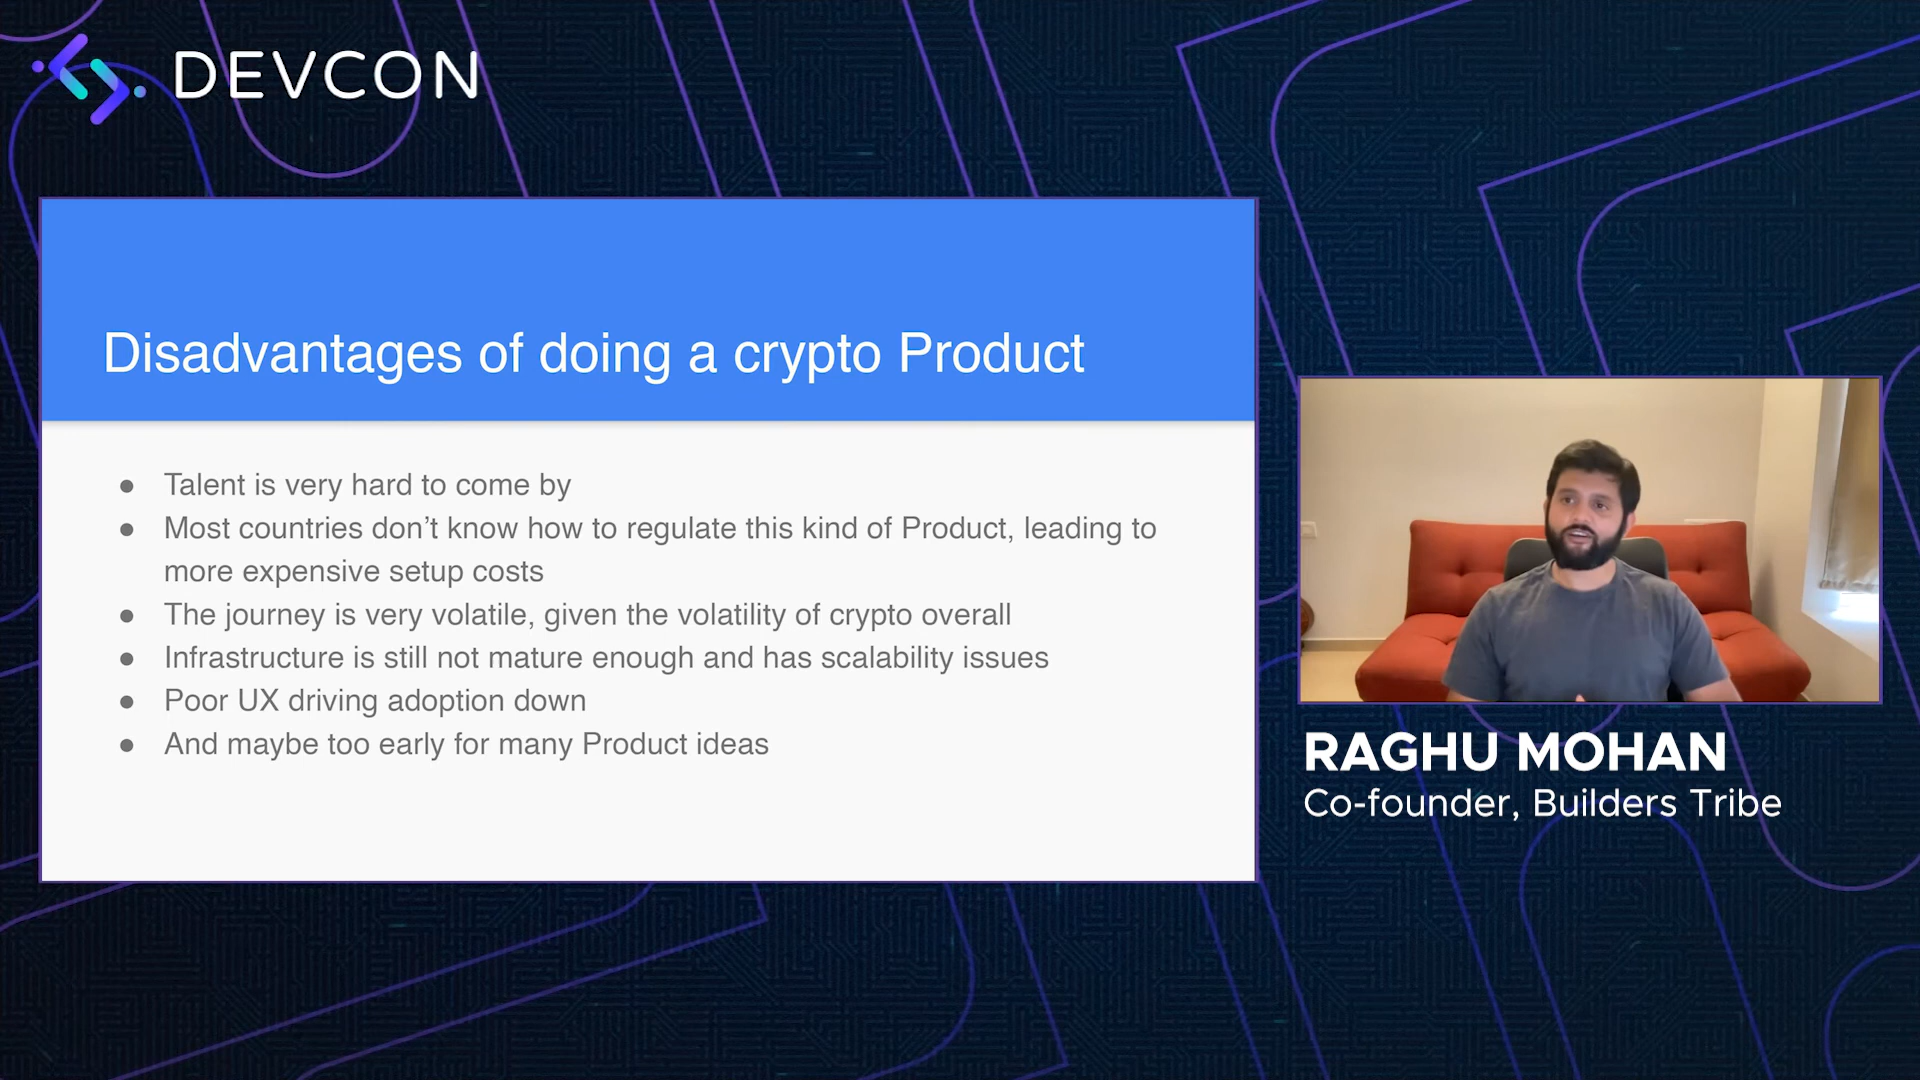 DEVCON
Disadvantages of doing a crypto Product
● Talent is very hard to come by
● Most countries don’t know how to regulate this kind of Product, leading to
more expensive setup costs
● The journey is very volatile, given the volatility of crypto overall
● Infrastructure is still not mature enough and has scalability issues
● Poor UX driving adoption down
● And maybe too early for many Product ideas
RAGHU MOHAN
Co-founder, Builders Tribe